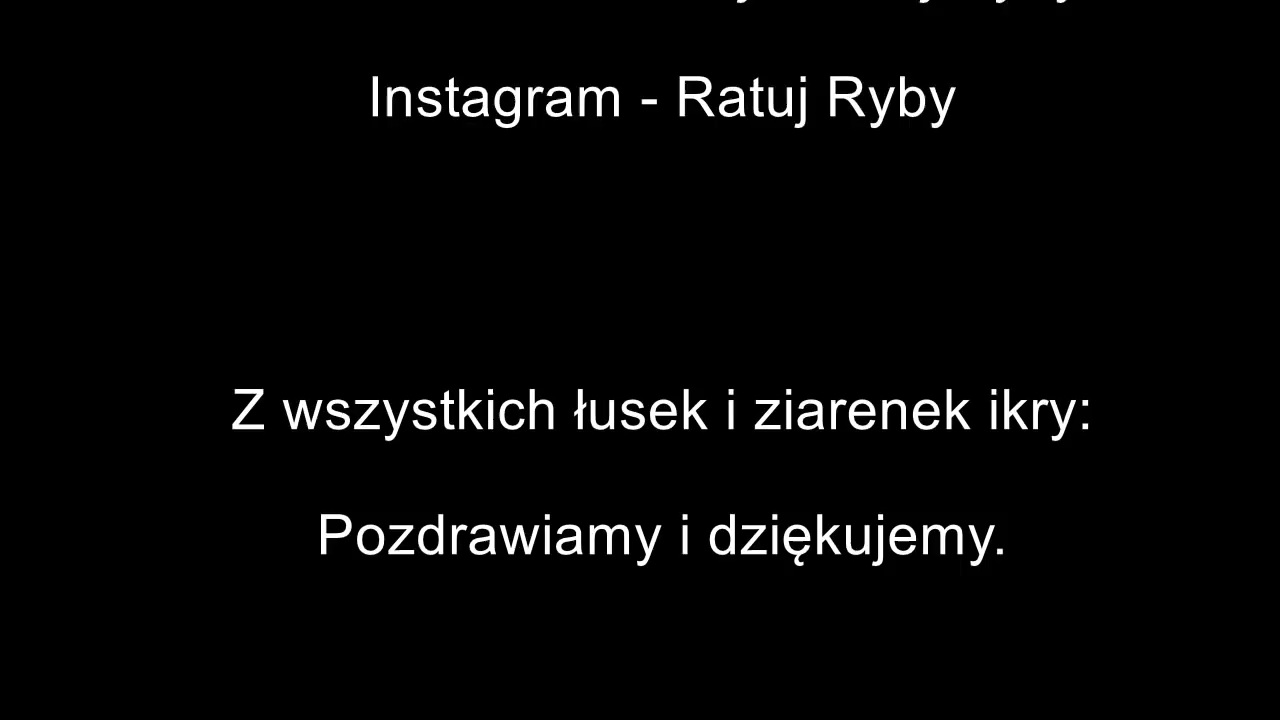 Instagram - Ratuj Ryby
Z wszystkich łusek i ziarenek ikry:
Pozdrawiamy i dziękujemy.